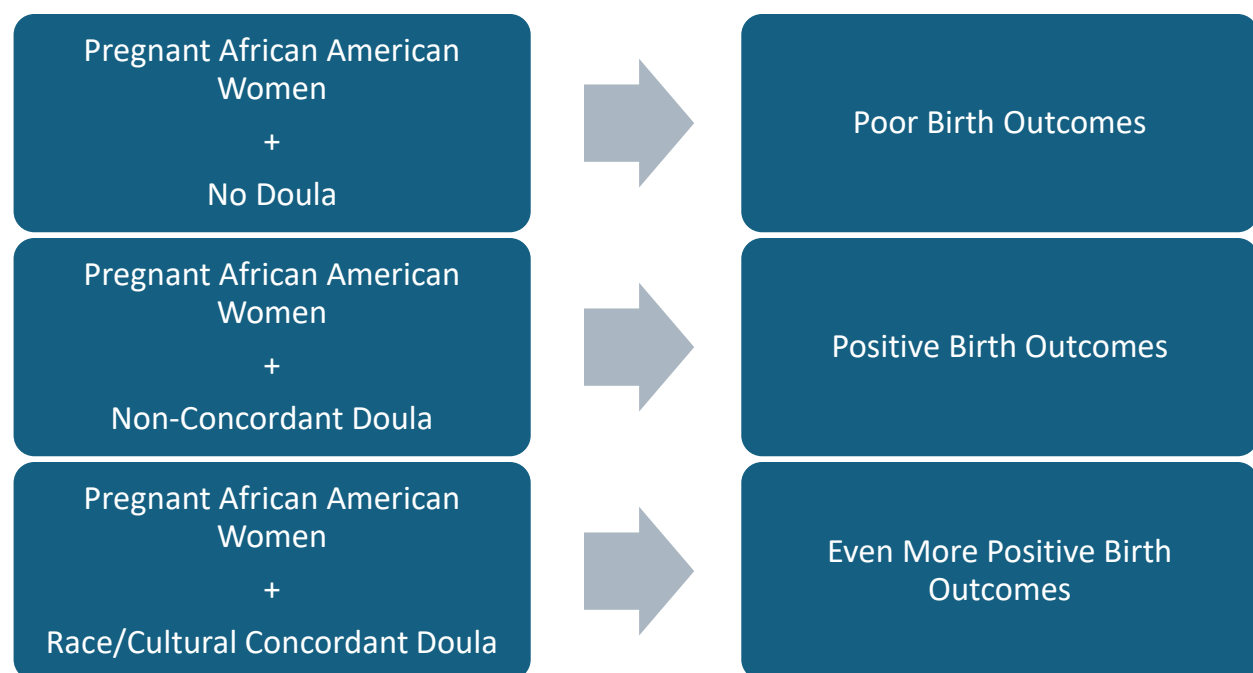 Pregnant African American
Women
+
No Doula
Poor Birth Outcomes
Pregnant African American
Women
+
Non-Concordant Doula
Positive Birth Outcomes
Pregnant African American
Women
+
Race/Cultural Concordant Doula
Even More Positive Birth
Outcomes